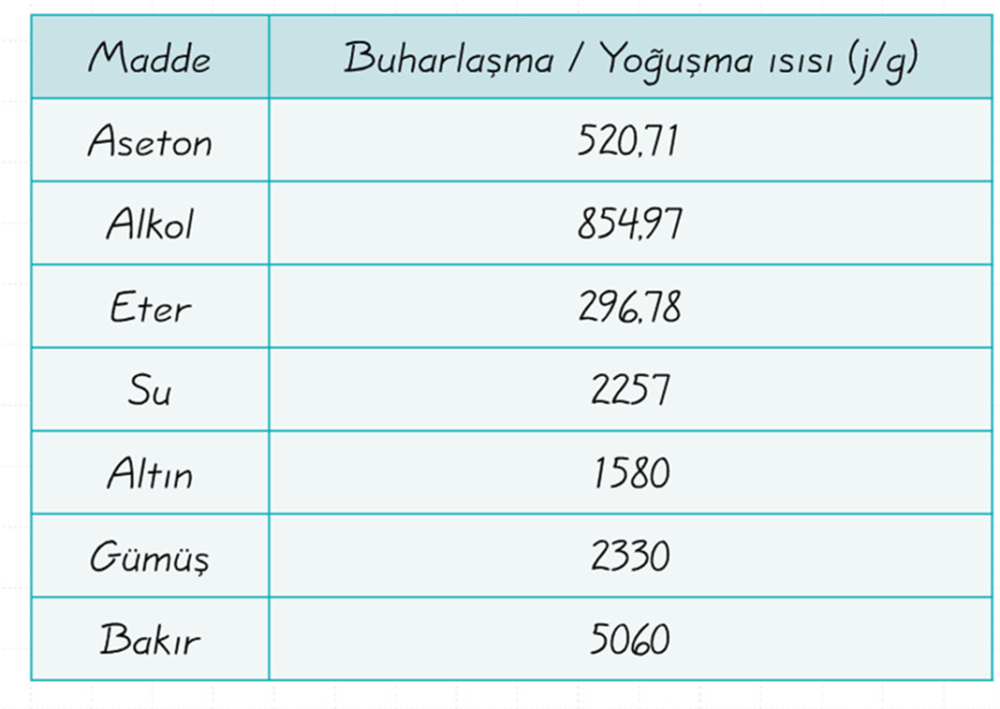 Madde Buharlaşma / Yoğuşma ısısı (j/g)
Aseton 520,71
Alkol 854,97
Eter 296,78
Su 2257
Altın 1580
Gümüş 2330
Bakır 5060